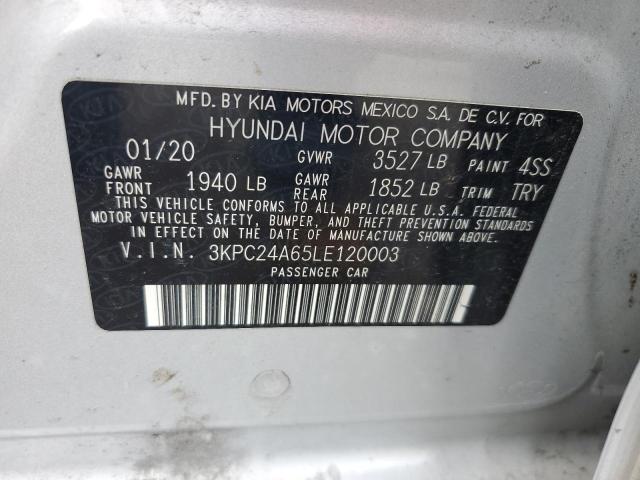 MFD. BY KIA MOTORS MEXICO S.A. DE C.V. FOR
HYUNDAI MOTOR COMPANY
01/20 GVWR 3527 LB PAINT 4SS
GAWR FRONT 1940 LB GAWR REAR 1852 LB TRIM TRY
THIS VEHICLE CONFORMS TO ALL APPLICABLE U.S.A. FEDERAL
MOTOR VEHICLE SAFETY, BUMPER, AND THEFT PREVENTION STANDARDS
IN EFFECT ON THE DATE OF MANUFACTURE SHOWN ABOVE.
V.I.N. 3KPC24A65LE120003
PASSENGER CAR